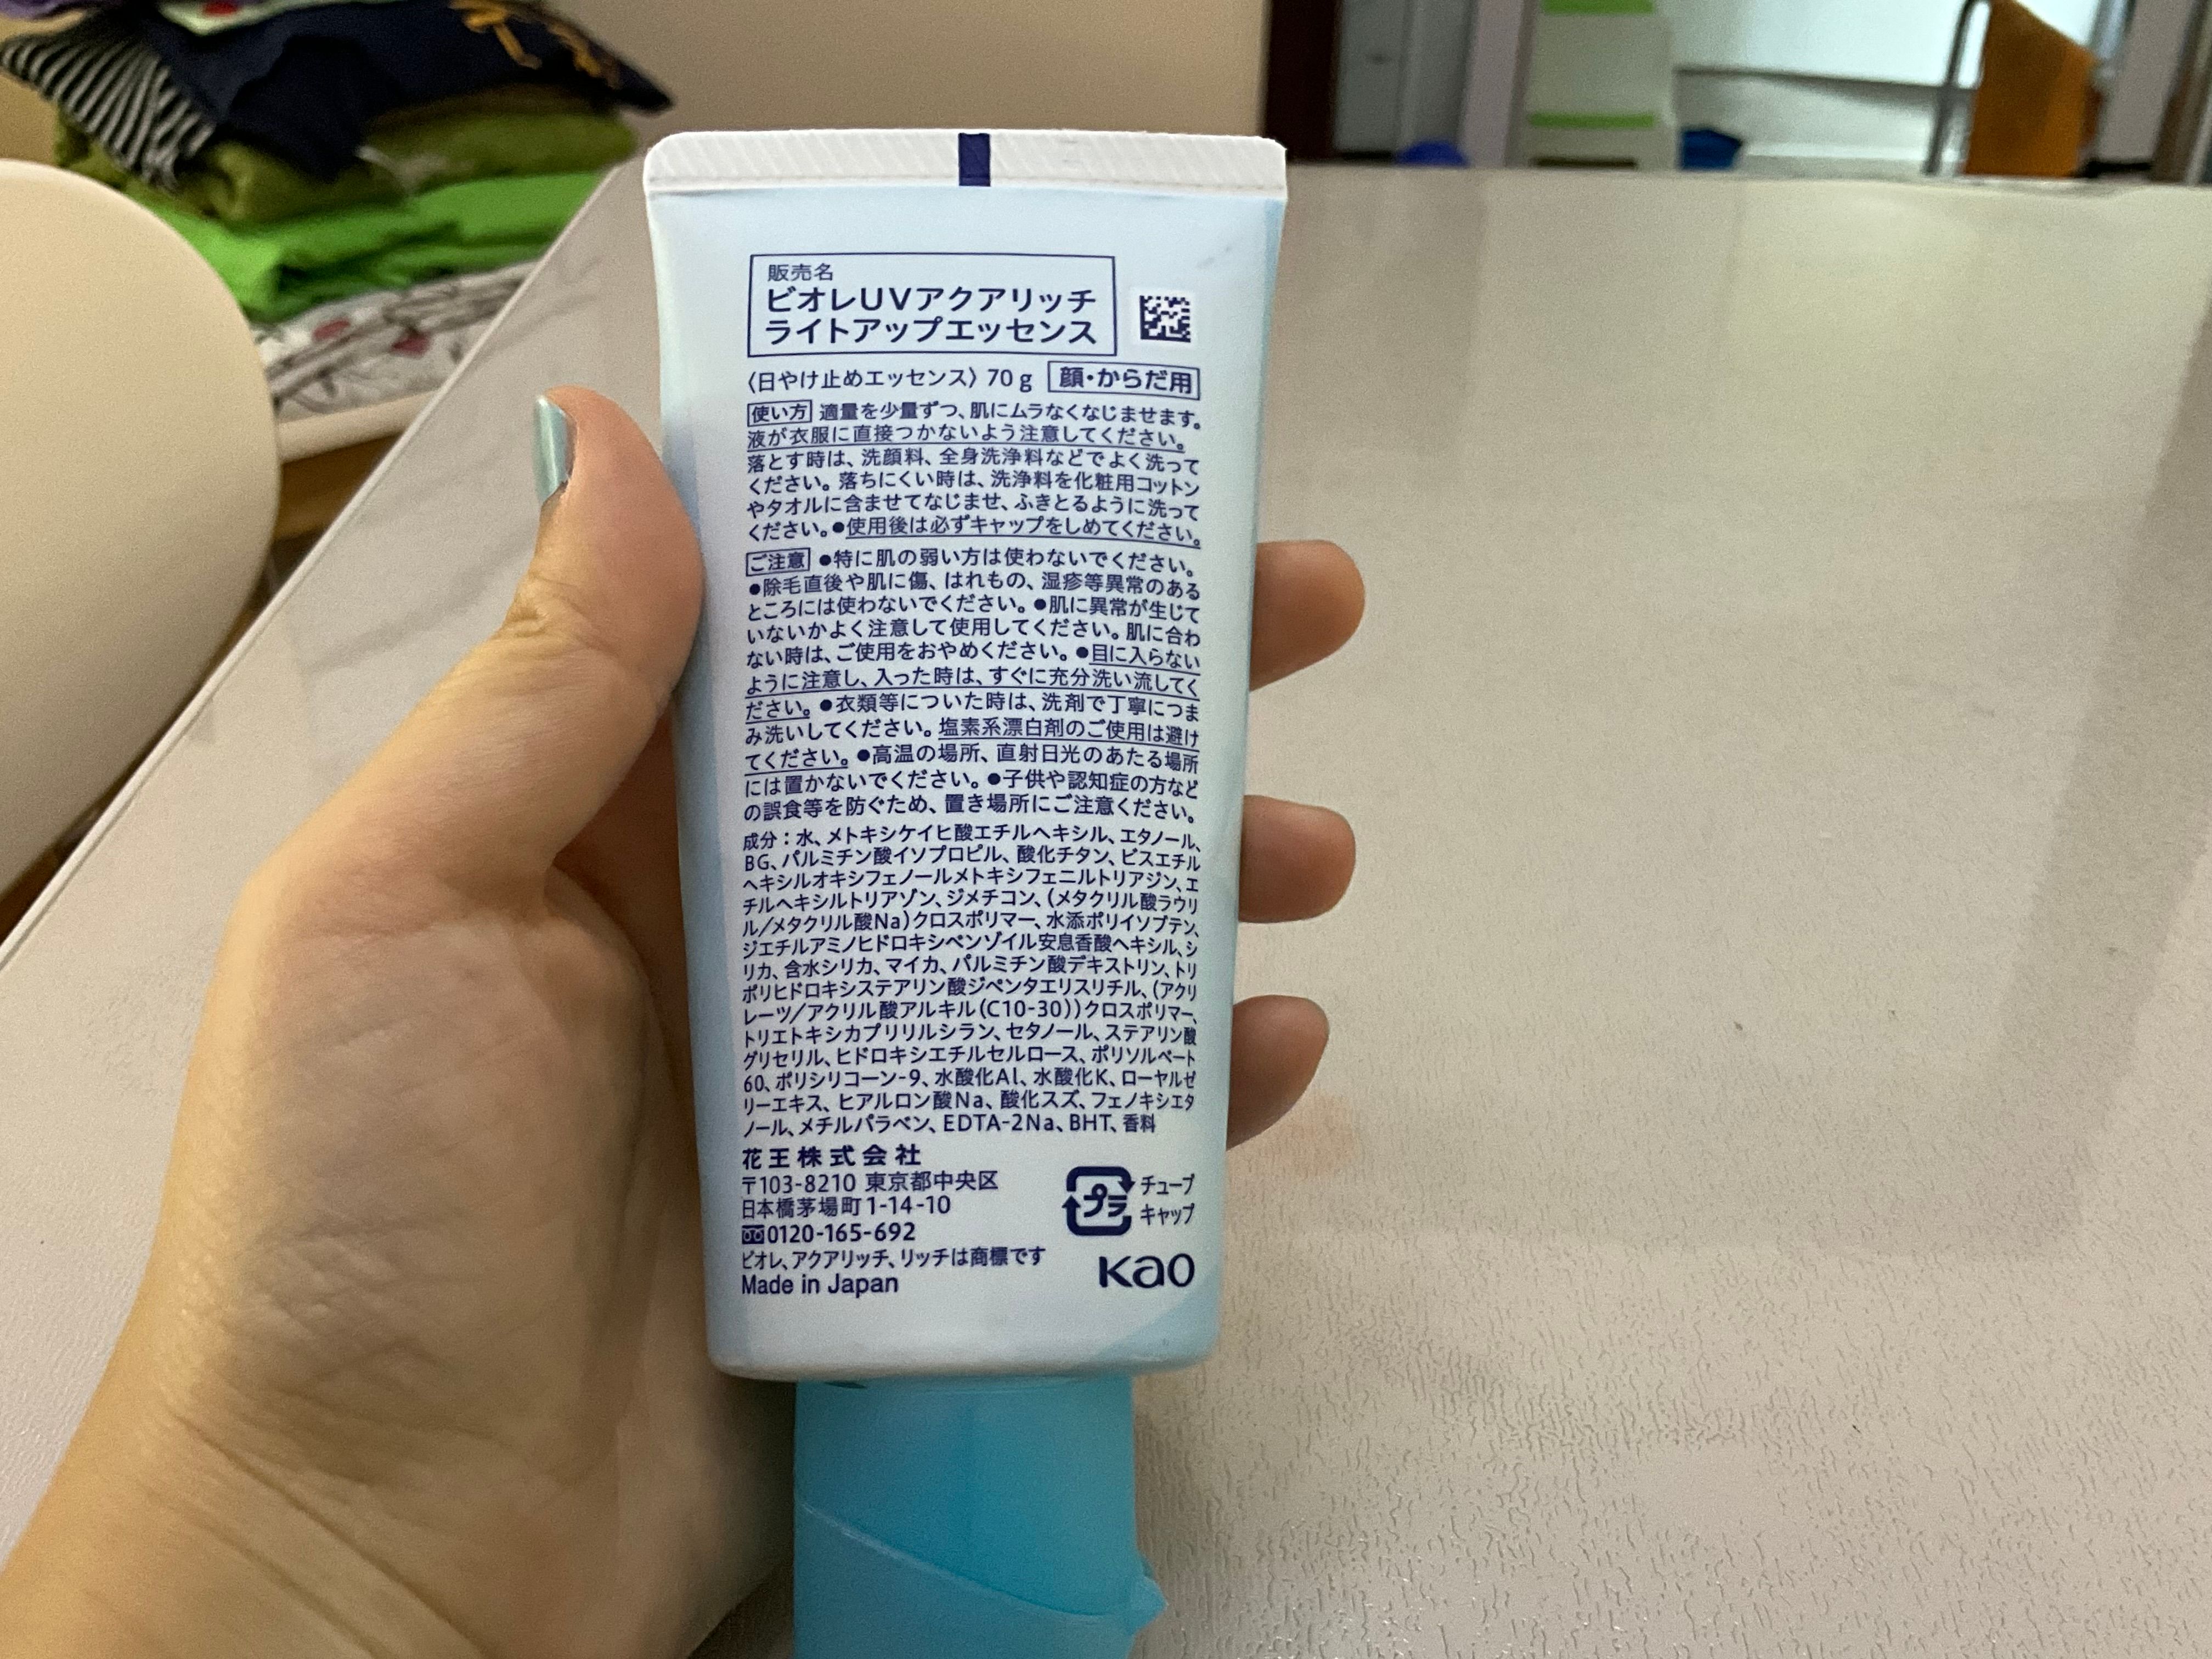 販売名
ビオレUVアクアリッチ
ライトアップエッセンス
〈日やけ止めエッセンス〉70g 顔・からだ用
使い方 適量を少量ずつ、肌にムラなくなじませます。
液が衣服に直接つかないよう注意してください。
落とす時は、洗顔料、全身洗浄料などでよく洗って
ください。落ちにくい時は、洗浄料を化粧用コットン
やタオルに含ませてなじませ、ふきとるように洗って
ください。●使用後は必ずキャップをしめてください。
ご注意 ●特に肌の弱い方は使わないでください。
●除毛直後や肌に傷、はれもの、湿疹等異常のある
ところには使わないでください。●肌に異常が生じて
いないかよく注意して使用してください。肌に合わ
ない時は、ご使用をおやめください。●目に入らない
ように注意し、入った時は、すぐに充分洗い流してく
ださい。●衣類等についた時は、洗剤で丁寧につま
み洗いしてください。塩素系漂白剤のご使用は避け
てください。●高温の場所、直射日光のあたる場所
には置かないでください。●子供や認知症の方など
の誤食等を防ぐため、置き場所にご注意ください。
成分：水、メトキシケイヒ酸エチルヘキシル、エタノール、
BG、パルミチン酸イソプロピル、酸化チタン、ビスエチル
ヘキシルオキシフェノールメトキシフェニルトリアジン、エ
チルヘキシルトリアゾン、ジメチコン、(メタクリル酸ラウリ
ル/メタクリル酸Na)クロスポリマー、水添ポリイソブテン、
ジエチルアミノヒドロキシベンゾイル安息香酸ヘキシル、シ
リカ、含水シリカ、マイカ、パルミチン酸デキストリン、トリ
ポリヒドロキシステアリン酸ジペンタエリスリチル、(アクリ
レーツ/アクリル酸アルキル(C10-30))クロスポリマー、
トリエトキシカプリリルシラン、セタノール、ステアリン酸
グリセリル、ヒドロキシエチルセルロース、ポリソルベート
60、ポリシリコーン-9、水酸化Al、水酸化K、ローヤルゼ
リーエキス、ヒアルロン酸Na、酸化スズ、フェノキシエタ
ノール、メチルパラベン、EDTA-2Na、BHT、香料
花王株式会社
〒103-8210 東京都中央区
日本橋茅場町1-14-10
0120-165-692
ビオレ、アクアリッチ、リッチは商標です
Made in Japan
プラ
チューブ
キャップ
Kao